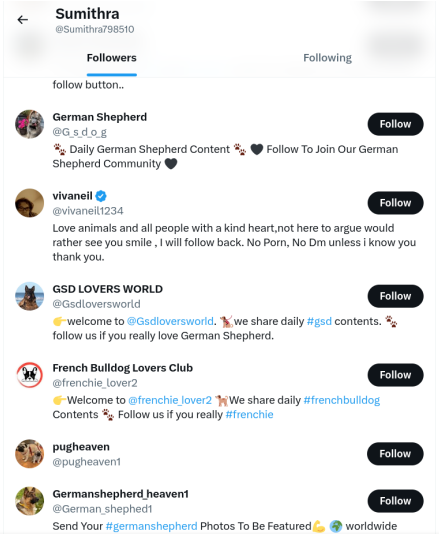 Sumithra
@Sumithra798510
Followers
Following
follow button..
German Shepherd
@G_s_d_o_g
Follow
🐾 Daily German Shepherd Content 🐾 🖤 Follow To Join Our German
Shepherd Community 🖤
vivaneil
@vivaneil1234
Follow
Love animals and all people with a kind heart,not here to argue would
rather see you smile , I will follow back. No Porn, No Dm unless i know you
thank you.
GSD LOVERS WORLD
@Gsdloversworld
Follow
👉welcome to @Gsdloversworld. 🐕‍🦺we share daily #gsd contents. 🐾
follow us if you really love German Shepherd.
French Bulldog Lovers Club
@frenchie_lover2
Follow
👉Welcome to @frenchie_lover2 🐕We share daily #frenchbulldog
Contents 🐾 Follow us if you really #frenchie
pugheaven
@pugheaven1
Follow
Germanshepherd_heaven1
@German_shephed1
Follow
Send Your #germanshepherd Photos To Be Featured💪 🌍 worldwide